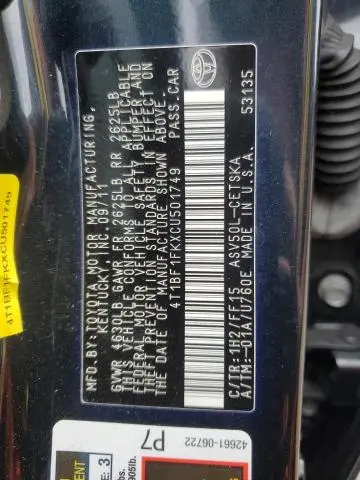 MFD.BY:TOYOTA MOTOR MANUFACTURING,
KENTUCKY, INC. 09/11
GVWR 4630LB GAWR FR 2625LB RR 2625LB
THIS VEHICLE CONFORMS TO ALL APPLICABLE
FEDERAL MOTOR VEHICLE SAFETY, BUMPER AND
THEFT PREVENTION STANDARDS IN EFFECT ON
THE DATE OF MANUFACTURE SHOWN ABOVE.
4T1BF1FKXCU501749 PASS.CAR
C/TR:1H2/FF15 ASV50L-CETSKA
A/TM:-01A/U760E MADE IN U.S.A.
53135
4T1BF1FKXCU501749
42661-06722
P7
E: 3
bs.
905lb.